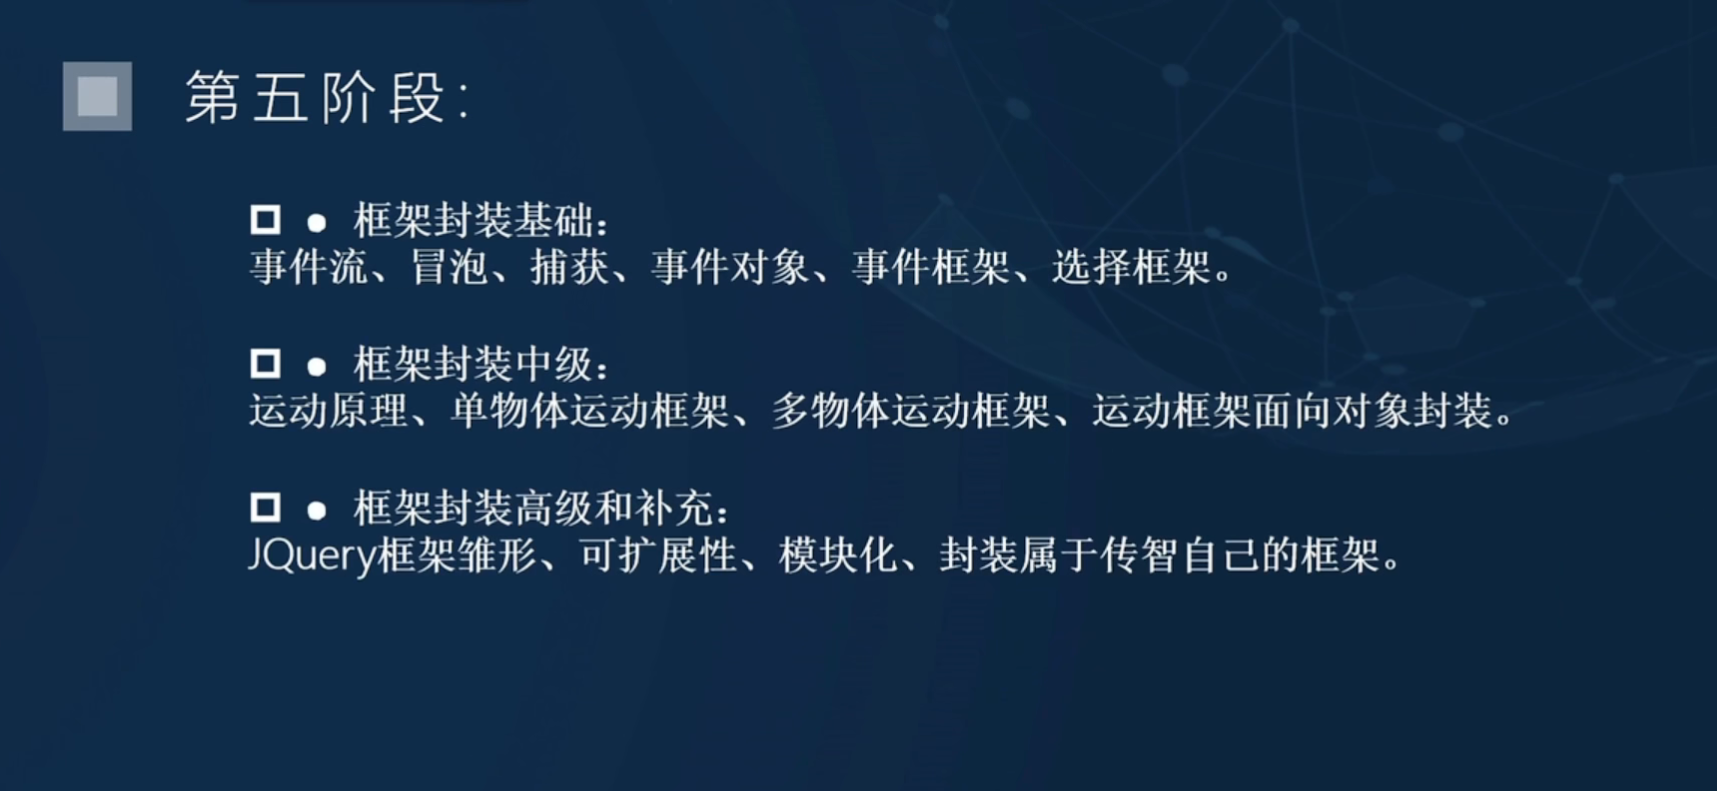 第五阶段:
● 框架封装基础：
事件流、冒泡、捕获、事件对象、事件框架、选择框架。
● 框架封装中级：
运动原理、单物体运动框架、多物体运动框架、运动框架面向对象封装。
● 框架封装高级和补充：
JQuery框架雏形、可扩展性、模块化、封装属于传智自己的框架。